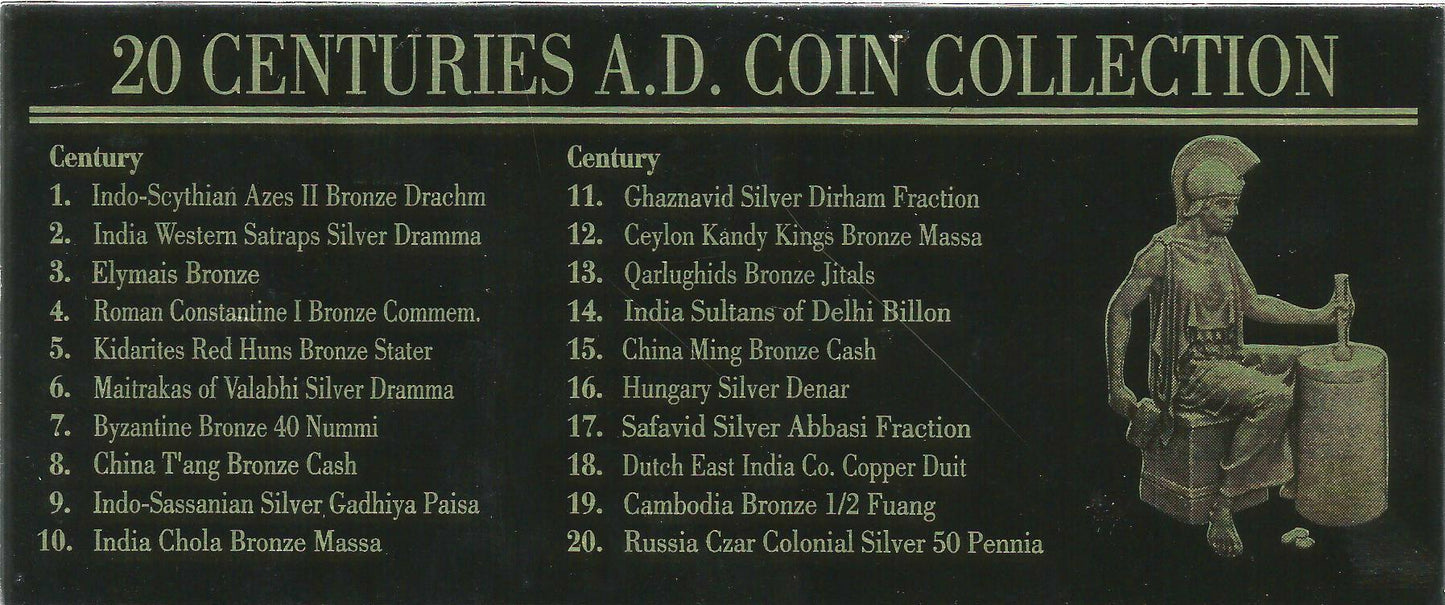 20 CENTURIES A.D. COIN COLLECTION
Century
1. Indo-Scythian Azes II Bronze Drachm
2. India Western Satraps Silver Dramma
3. Elymais Bronze
4. Roman Constantine I Bronze Commem.
5. Kidarites Red Huns Bronze Stater
6. Maitrakas of Valabhi Silver Dramma
7. Byzantine Bronze 40 Nummi
8. China T'ang Bronze Cash
9. Indo-Sassanian Silver Gadhiya Paisa
10. India Chola Bronze Massa
Century
11. Ghaznavid Silver Dirham Fraction
12. Ceylon Kandy Kings Bronze Massa
13. Qarlughids Bronze Jitals
14. India Sultans of Delhi Billon
15. China Ming Bronze Cash
16. Hungary Silver Denar
17. Safavid Silver Abbasi Fraction
18. Dutch East India Co. Copper Duit
19. Cambodia Bronze 1/2 Fuang
20. Russia Czar Colonial Silver 50 Pennia